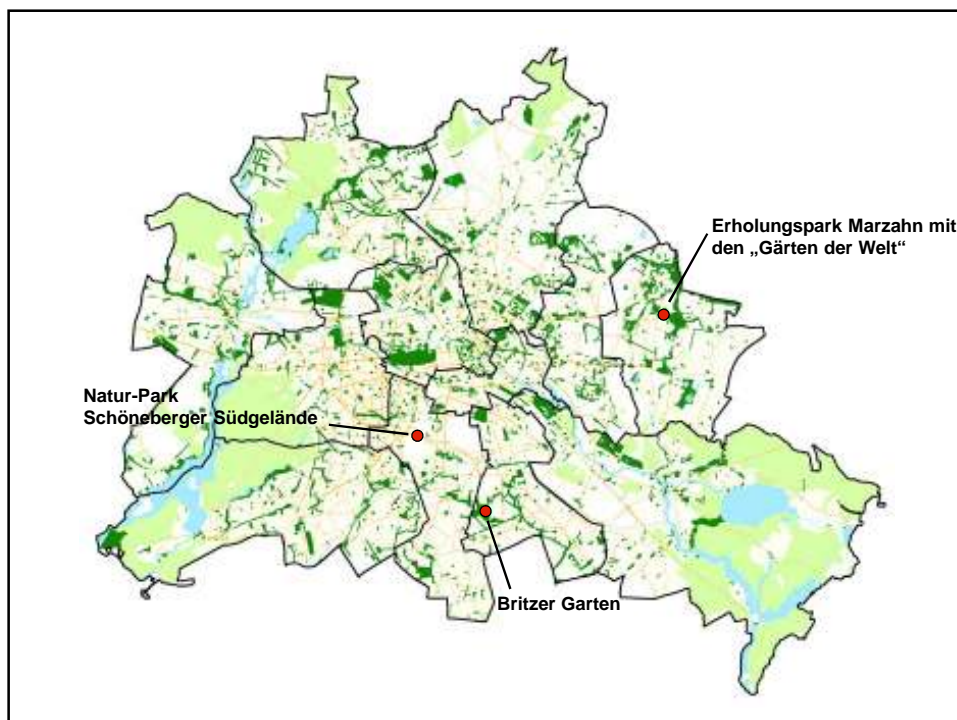 Erholungspark Marzahn mit
den „Gärten der Welt“
Natur-Park
Schöneberger Südgelände
Britzer Garten